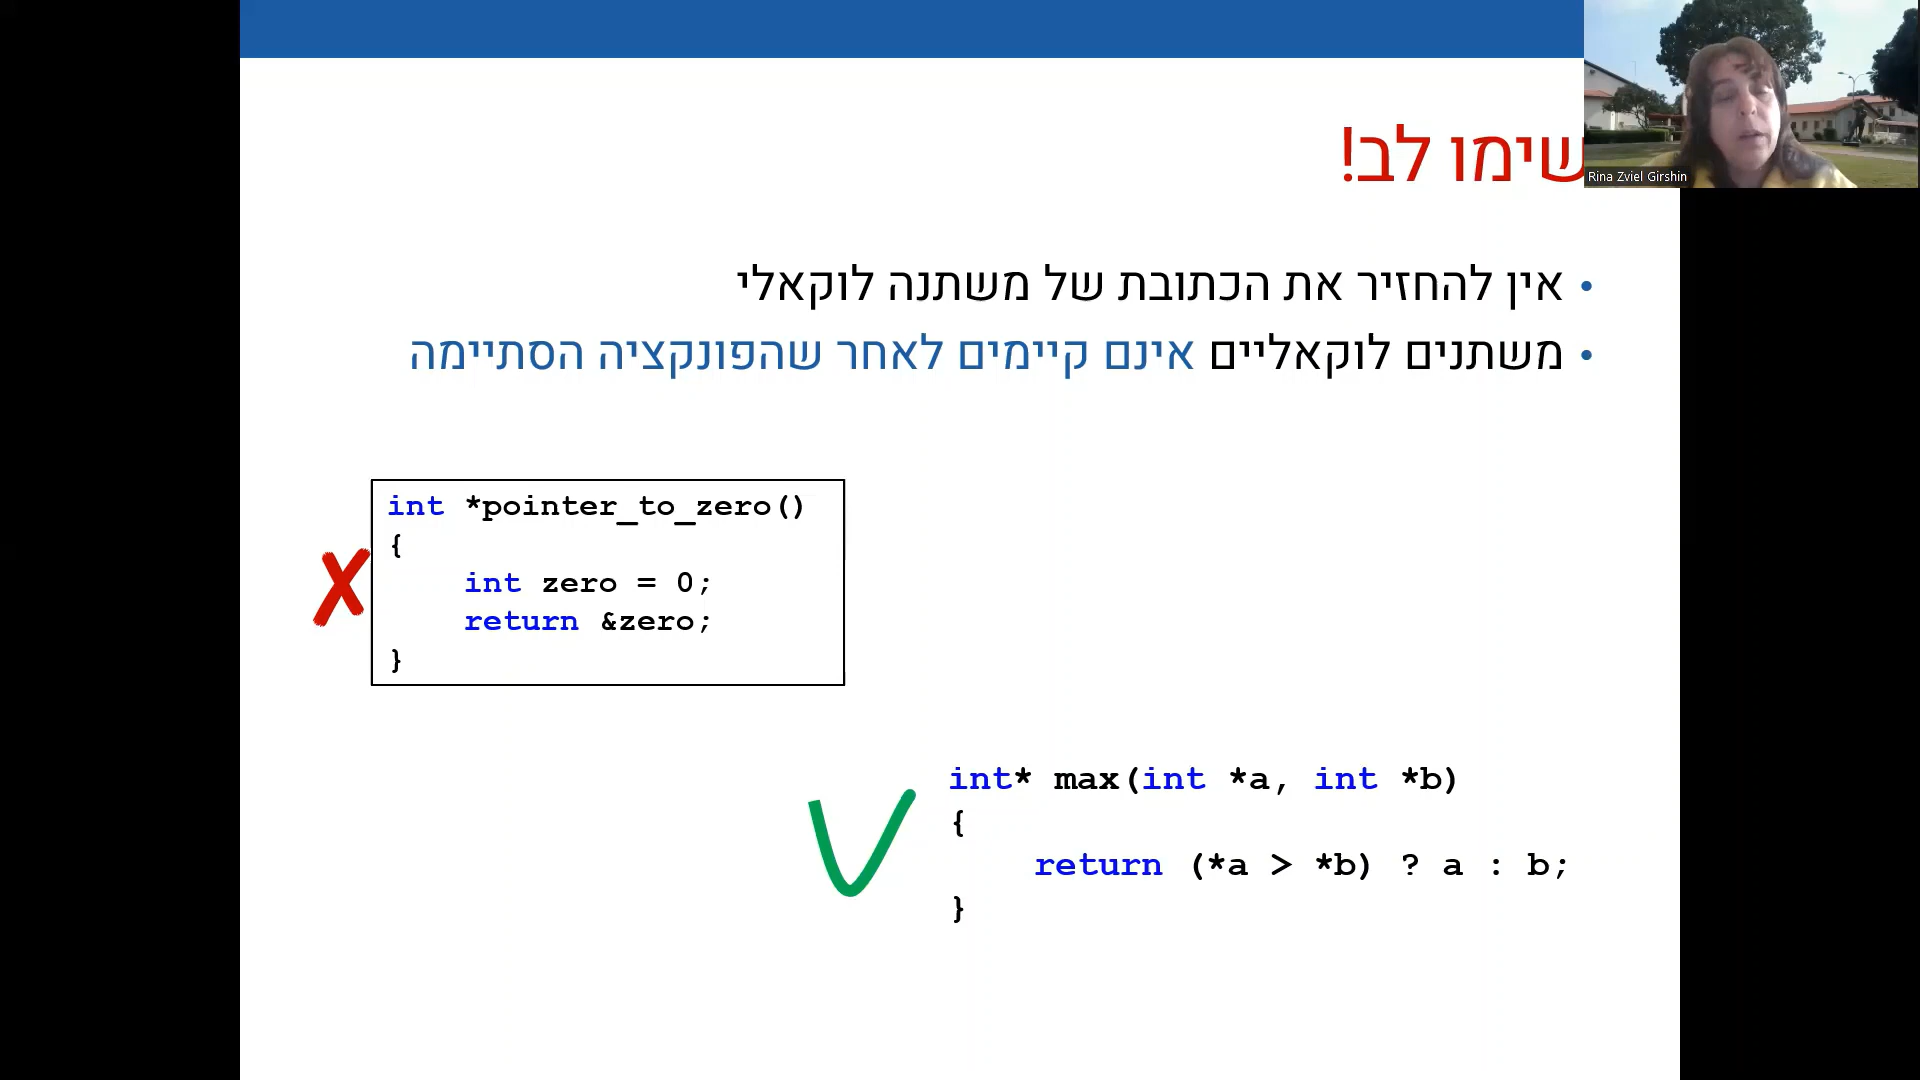 שימו לב!
Rina Zviel Girshin
• אין להחזיר את הכתובת של משתנה לוקאלי
• משתנים לוקאליים אינם קיימים לאחר שהפונקציה הסתיימה
int *pointer_to_zero()
{
int zero = 0;
return &zero;
}
int* max(int *a, int *b)
{
return (*a > *b) ? a : b;
}